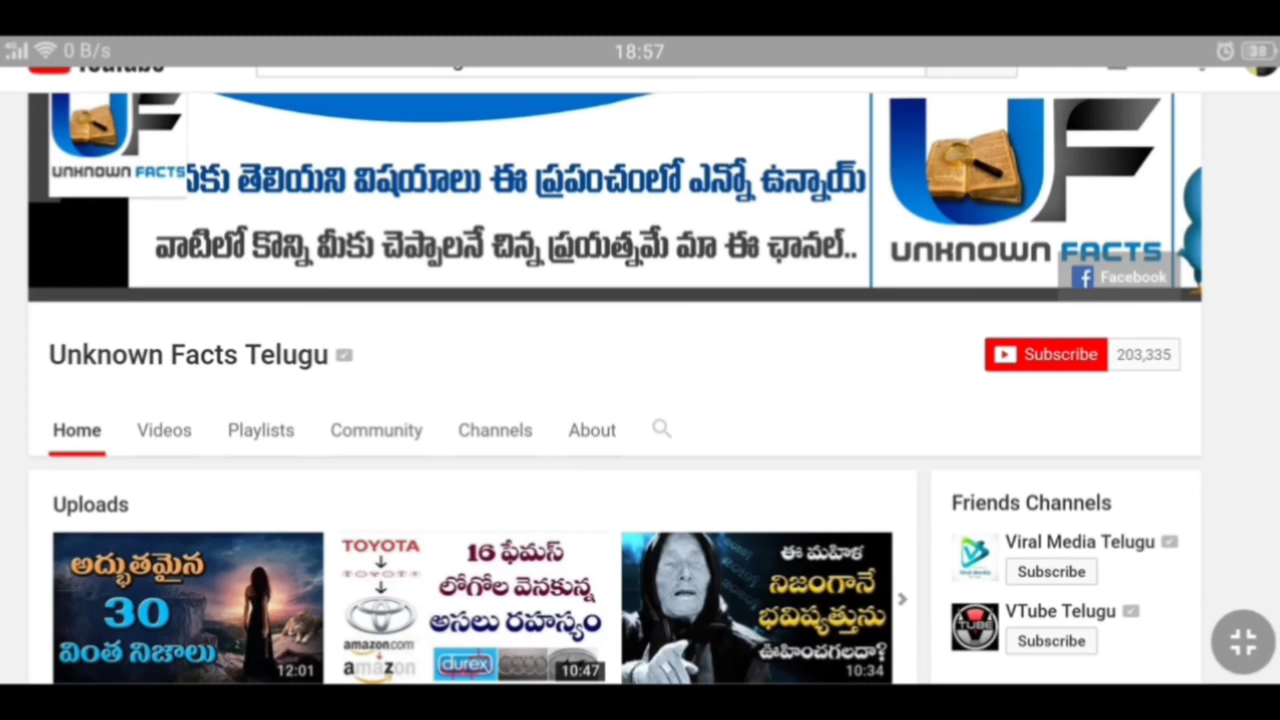 0 B/s
18:57
38
UNKNOWN FACTS
తెలియని విషయాలు ఈ ప్రపంచంలో ఎన్నో ఉన్నాయ్
వాటిలో కొన్ని మీకు చెప్పాలనే చిన్న ప్రయత్నమే మా ఈ ఛానల్..
UNKNOWN FACTS
Facebook
Unknown Facts Telugu
Subscribe 203,335
Home Videos Playlists Community Channels About
Uploads
అద్భుతమైన
30
వింత నిజాలు
12:01
TOYOTA
TOYOTA
amazon.com
amazon
16 ఫేమస్
లోగోల వెనకున్న
అసలు రహస్యం
durex
10:47
ఈ మహిళ
నిజంగానే
భవిష్యత్తును
ఊహించగలదా?
10:34
Friends Channels
Viral Media Telugu
Subscribe
VTube Telugu
TUBE
Subscribe